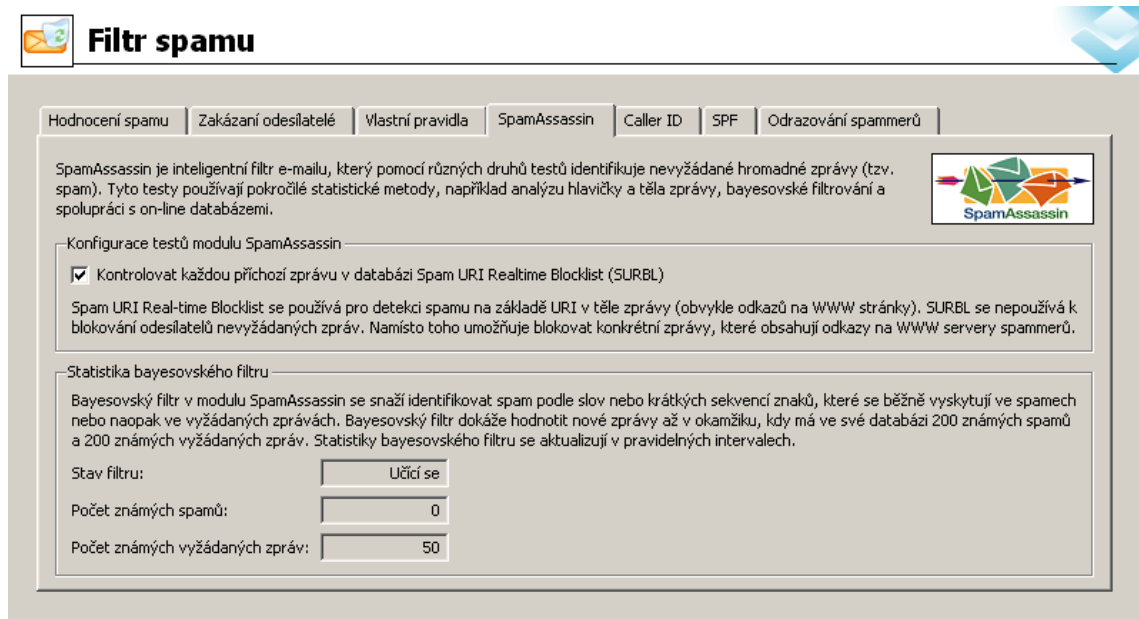 Filtr spamu
Hodnocení spamu Zakázaní odesílatelé Vlastní pravidla SpamAssassin Caller ID SPF Odrazování spammerů
SpamAssassin je inteligentní filtr e-mailu, který pomocí různých druhů testů identifikuje nevyžádané hromadné zprávy (tzv.
spam). Tyto testy používají pokročilé statistické metody, například analýzu hlavičky a těla zprávy, bayesovské filtrování a
spolupráci s on-line databázemi.
SpamAssassin
Konfigurace testů modulu SpamAssassin
Kontrolovat každou příchozí zprávu v databázi Spam URI Realtime Blocklist (SURBL)
Spam URI Real-time Blocklist se používá pro detekci spamu na základě URI v těle zprávy (obvykle odkazů na WWW stránky). SURBL se nepoužívá k
blokování odesílatelů nevyžádaných zpráv. Namísto toho umožňuje blokovat konkrétní zprávy, které obsahují odkazy na WWW servery spammerů.
Statistika bayesovského filtru
Bayesovský filtr v modulu SpamAssassin se snaží identifikovat spam podle slov nebo krátkých sekvencí znaků, které se běžně vyskytují ve spamech
nebo naopak ve vyžádaných zprávách. Bayesovský filtr dokáže hodnotit nové zprávy až v okamžiku, kdy má ve své databázi 200 známých spamů
a 200 známých vyžádaných zpráv. Statistiky bayesovského filtru se aktualizují v pravidelných intervalech.
Stav filtru: Učící se
Počet známých spamů: 0
Počet známých vyžádaných zpráv: 50